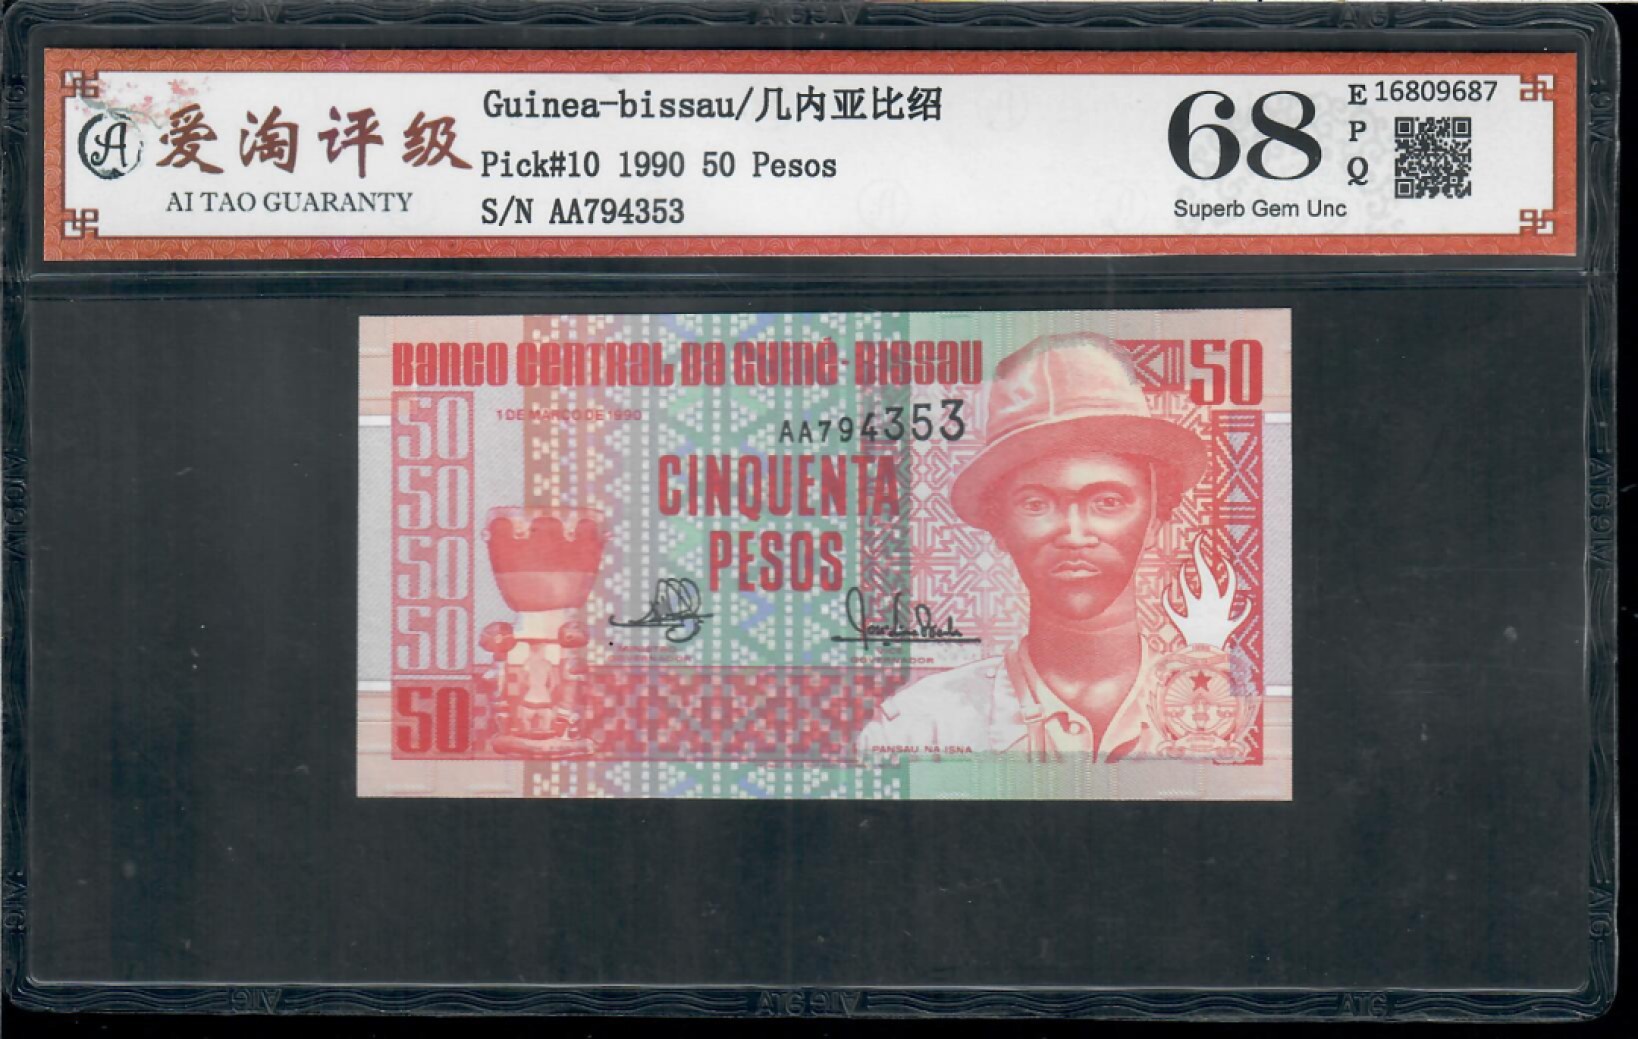 爱淘评级
AI TAO GUARANTY
Guinea-bissau/几内亚比绍
Pick#10 1990 50 Pesos
S/N AA794353
68
EPQ
16809687
Superb Gem Unc
BANCO CENTRAL DA GUINÉ-BISSAU
50
1 DE MARÇO DE 1990
AA794353
50
50
50
50
50
CINQUENTA
PESOS
GOVERNADOR
GOVERNADOR
PANSAU NA ISNA